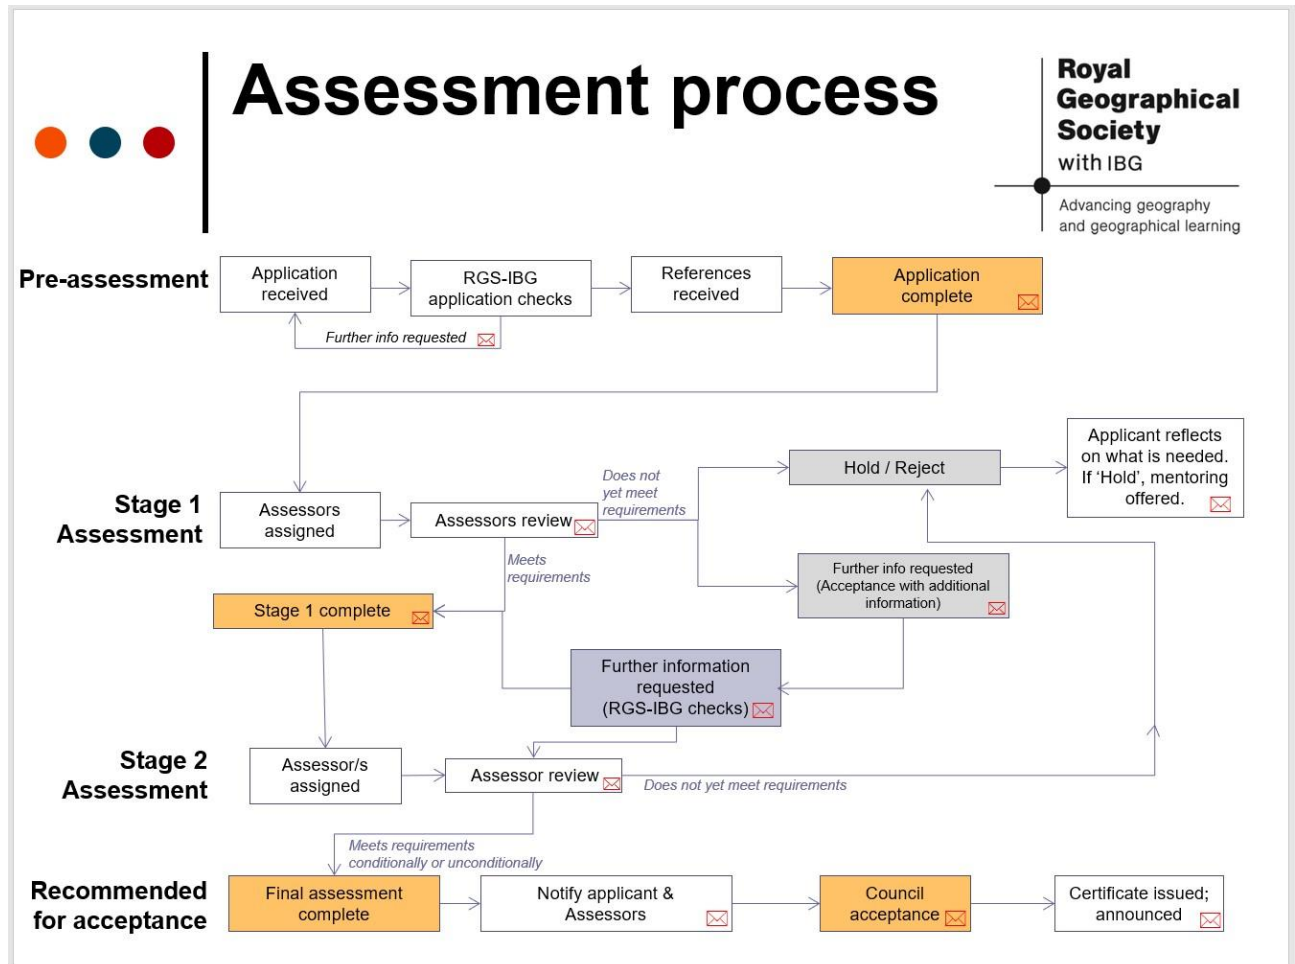 Assessment process
Royal
Geographical
Society
with IBG
Advancing geography
and geographical learning
Pre-assessment
Application
received
RGS-IBG
application checks
References
received
Application
complete
Further info requested
Stage 1
Assessment
Assessors
assigned
Assessors review
Does not
yet meet
requirements
Hold / Reject
Applicant reflects
on what is needed.
If ‘Hold’, mentoring
offered.
Meets
requirements
Further info requested
(Acceptance with additional
information)
Stage 1 complete
Further information
requested
(RGS-IBG checks)
Stage 2
Assessment
Assessor/s
assigned
Assessor review
Does not yet meet requirements
Meets requirements
conditionally or unconditionally
Recommended
for acceptance
Final assessment
complete
Notify applicant &
Assessors
Council
acceptance
Certificate issued;
announced